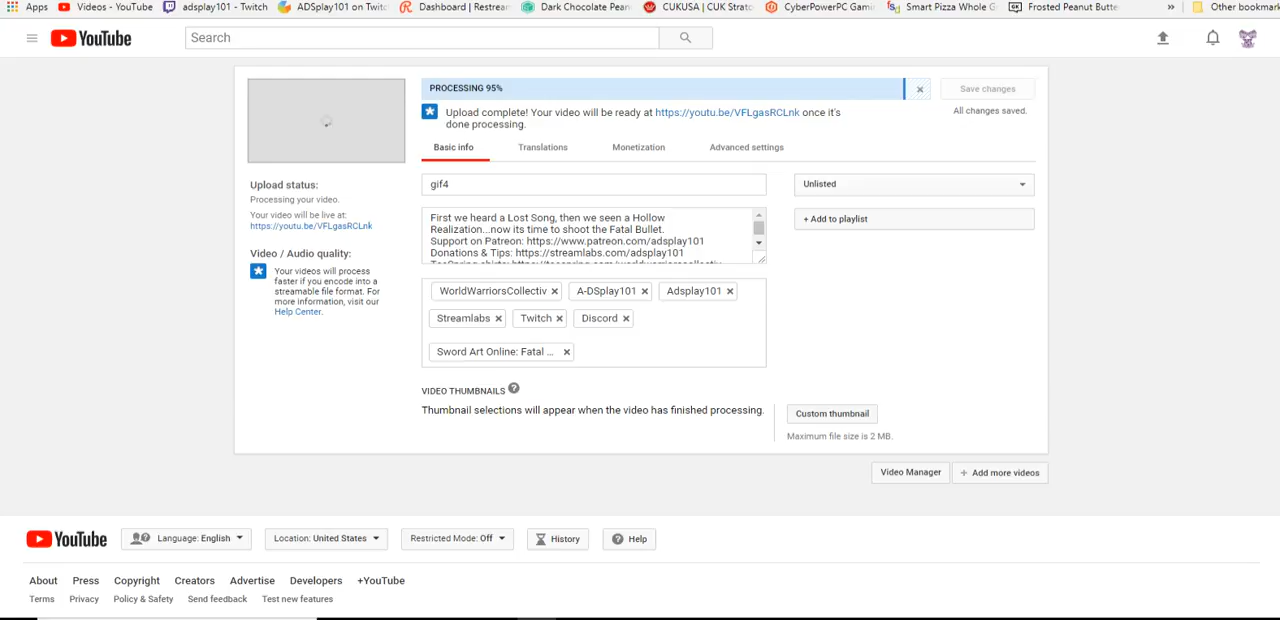 Apps Videos - YouTube adsplay101 - Twitch ADSplay101 on Twit Dashboard | Restrea Dark Chocolate Pea CUKUSA | CUK Strat CyberPowerPC Gami Smart Pizza Whole G Frosted Peanut Butte » Other bookmar
YouTube Search
PROCESSING 95% Save changes
Upload complete! Your video will be ready at https://youtu.be/VFLgasRCLnk once it's All changes saved.
done processing.
Basic info Translations Monetization Advanced settings
Upload status:
Processing your video.
Your video will be live at:
https://youtu.be/VFLgasRCLnk
Video / Audio quality:
Your videos will process
faster if you encode into a
streamable file format. For
more information, visit our
Help Center.
gif4
Unlisted
+ Add to playlist
First we heard a Lost Song, then we seen a Hollow
Realization...now its time to shoot the Fatal Bullet.
Support on Patreon: https://www.patreon.com/adsplay101
Donations & Tips: https://streamlabs.com/adsplay101
WorldWarriorsCollectiv A-DSplay101 Adsplay101
Streamlabs Twitch Discord
Sword Art Online: Fatal ...
VIDEO THUMBNAILS ?
Thumbnail selections will appear when the video has finished processing.
Custom thumbnail
Maximum file size is 2 MB.
Video Manager + Add more videos
YouTube Language: English Location: United States Restricted Mode: Off History Help
About Press Copyright Creators Advertise Developers +YouTube
Terms Privacy Policy & Safety Send feedback Test new features